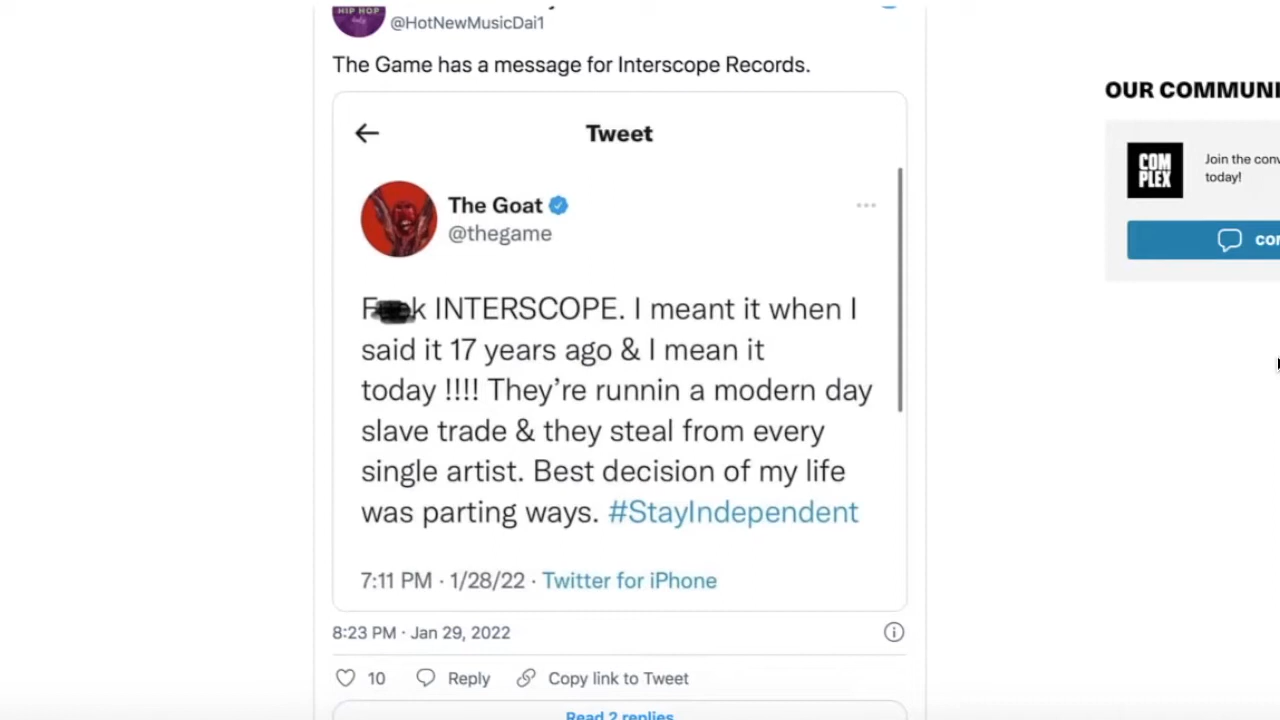 HIP HOP
@HotNewMusicDai1
The Game has a message for Interscope Records.
Tweet
The Goat
@thegame
F k INTERSCOPE. I meant it when I
said it 17 years ago & I mean it
today !!!! They're runnin a modern day
slave trade & they steal from every
single artist. Best decision of my life
was parting ways. #StayIndependent
7:11 PM · 1/28/22 · Twitter for iPhone
8:23 PM · Jan 29, 2022
10 Reply Copy link to Tweet
Read 2 replies
OUR COMMUNI
COM
PLEX
Join the conv
today!